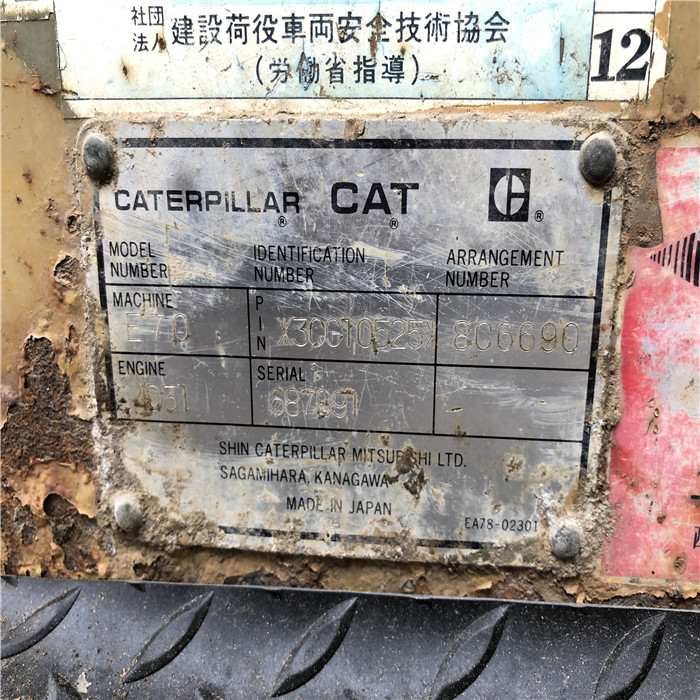 社団
法人 建設荷役車両安全技術協会
(労働省指導)
12
CATERPILLAR® CAT® ®
MODEL NUMBER IDENTIFICATION NUMBER ARRANGEMENT NUMBER
MACHINE E70 PIN X3CGT0525X 8C6690
ENGINE 4D31 SERIAL
SHIN CATERPILLAR MITSUBISHI LTD.
SAGAMIHARA, KANAGAWA
MADE IN JAPAN
EA78-02301